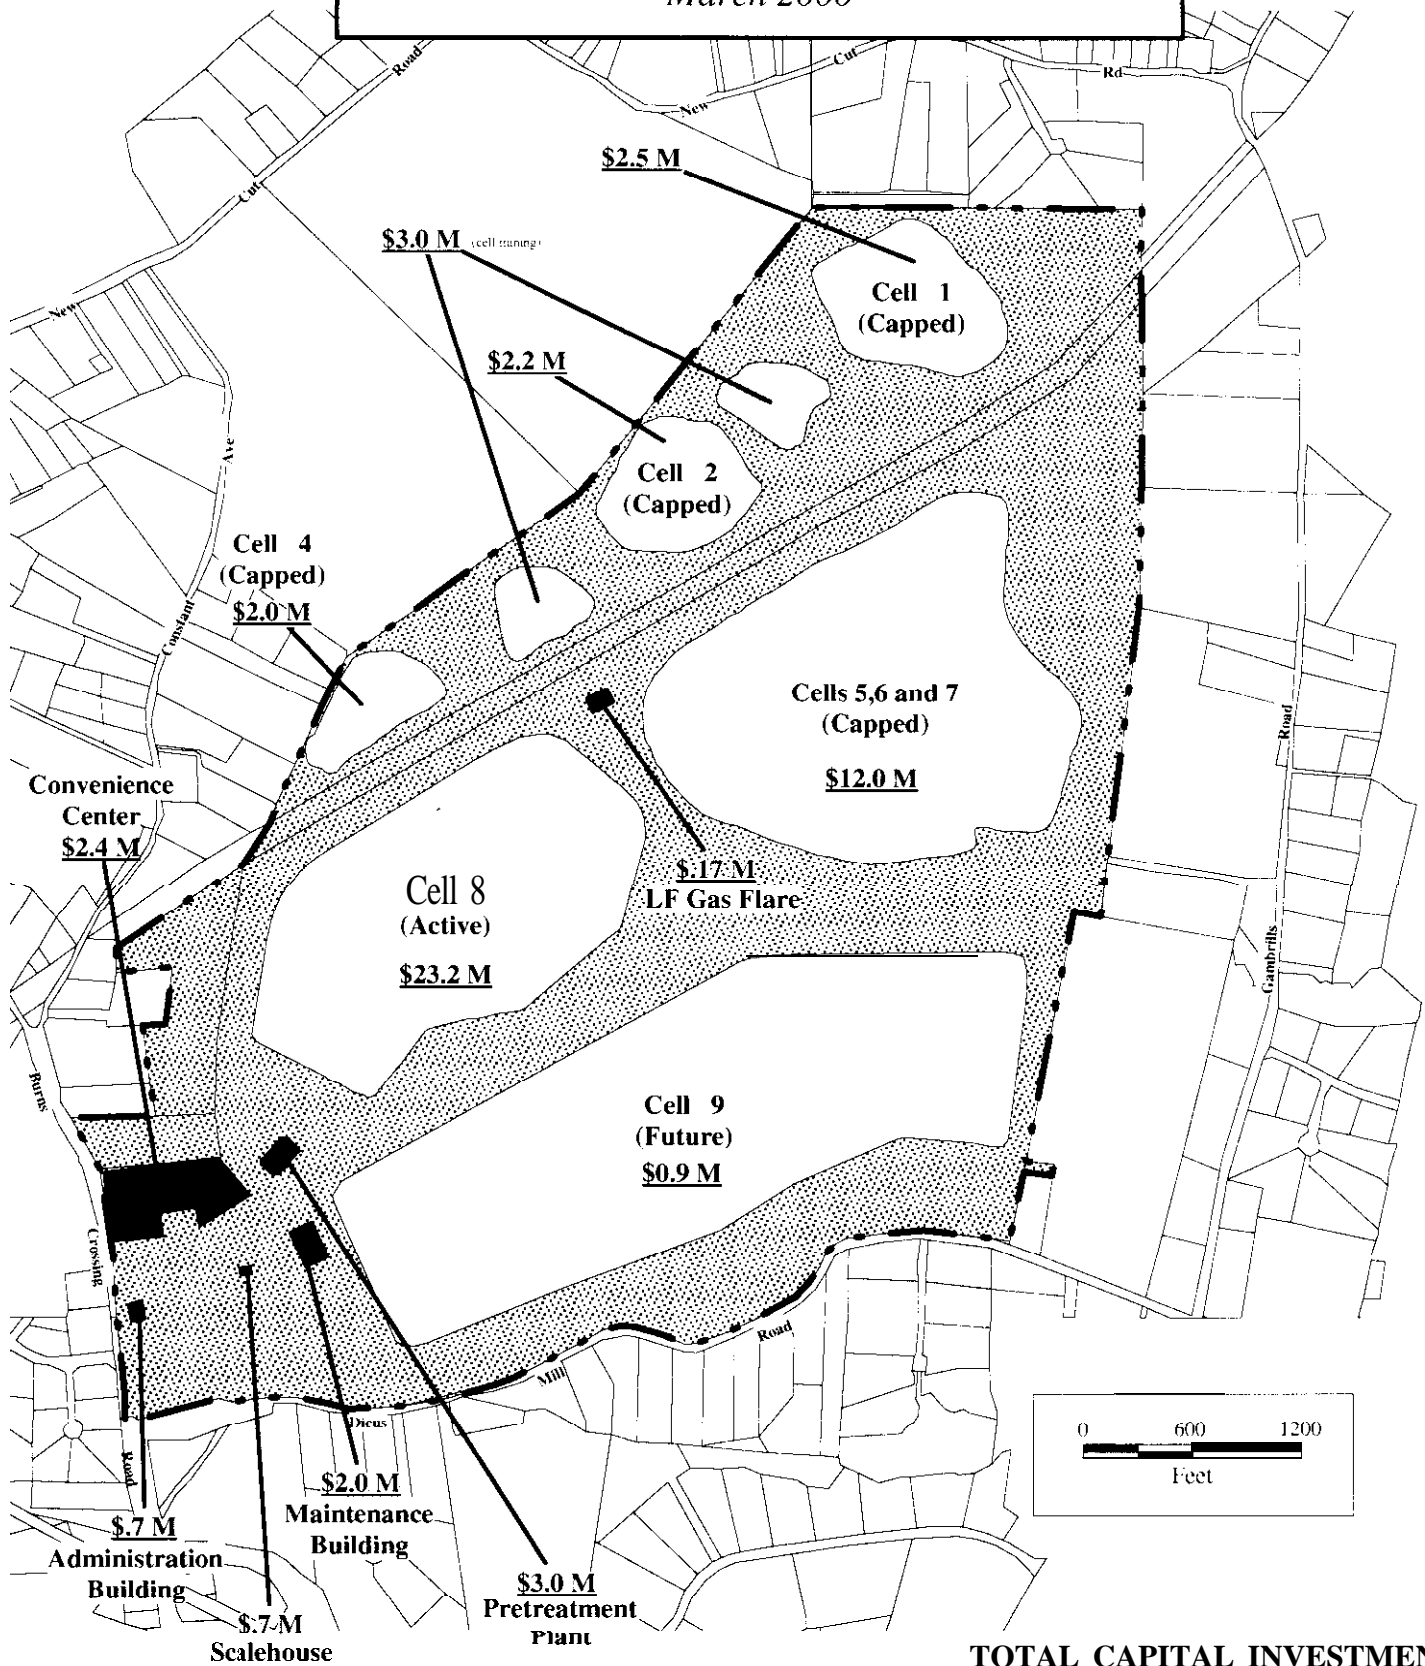 March 2000
Road
Cut
New
Cut
New
Rd
$2.5 M
$3.0 M (cell mining)
Cell 1
(Capped)
$2.2 M
Cell 2
(Capped)
Cut
New
Ave
Constant
Cell 4
(Capped)
$2.0 M
Cells 5,6 and 7
(Capped)
$12.0 M
Road
Gambrills
Convenience
Center
$2.4 M
$.17 M
LF Gas Flare
Cell 8
(Active)
$23.2 M
Cell 9
(Future)
$0.9 M
Burns
Crossing
Road
Road
Mill
Dicus
0 600 1200
Feet
$2.0 M
Maintenance
Building
$.7 M
Administration
Building
$3.0 M
Pretreatment
Plant
$.7 M
Scalehouse
TOTAL CAPITAL INVESTMEN